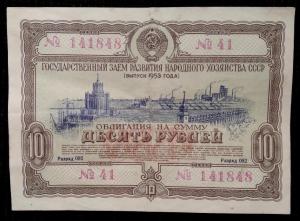 № 141848 № 41
ГОСУДАРСТВЕННЫЙ ЗАЕМ РАЗВИТИЯ НАРОДНОГО ХОЗЯЙСТВА СССР
(ВЫПУСК 1953 ГОДА)
ОБЛИГАЦИЯ НА СУММУ
10 ДЕСЯТЬ РУБЛЕЙ 10
Разряд 082 Разряд 082
№ 41 10 № 141848